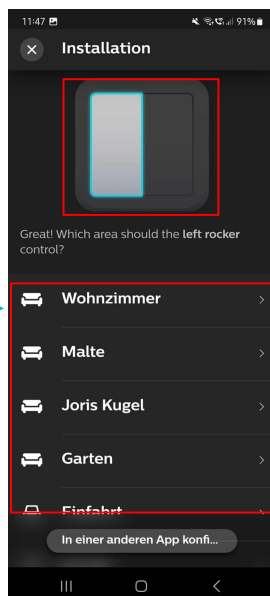 11:47
91%
Installation
Great! Which area should the left rocker
control?
Wohnzimmer
Malte
Joris Kugel
Garten
Einfahrt
In einer anderen App konfi...